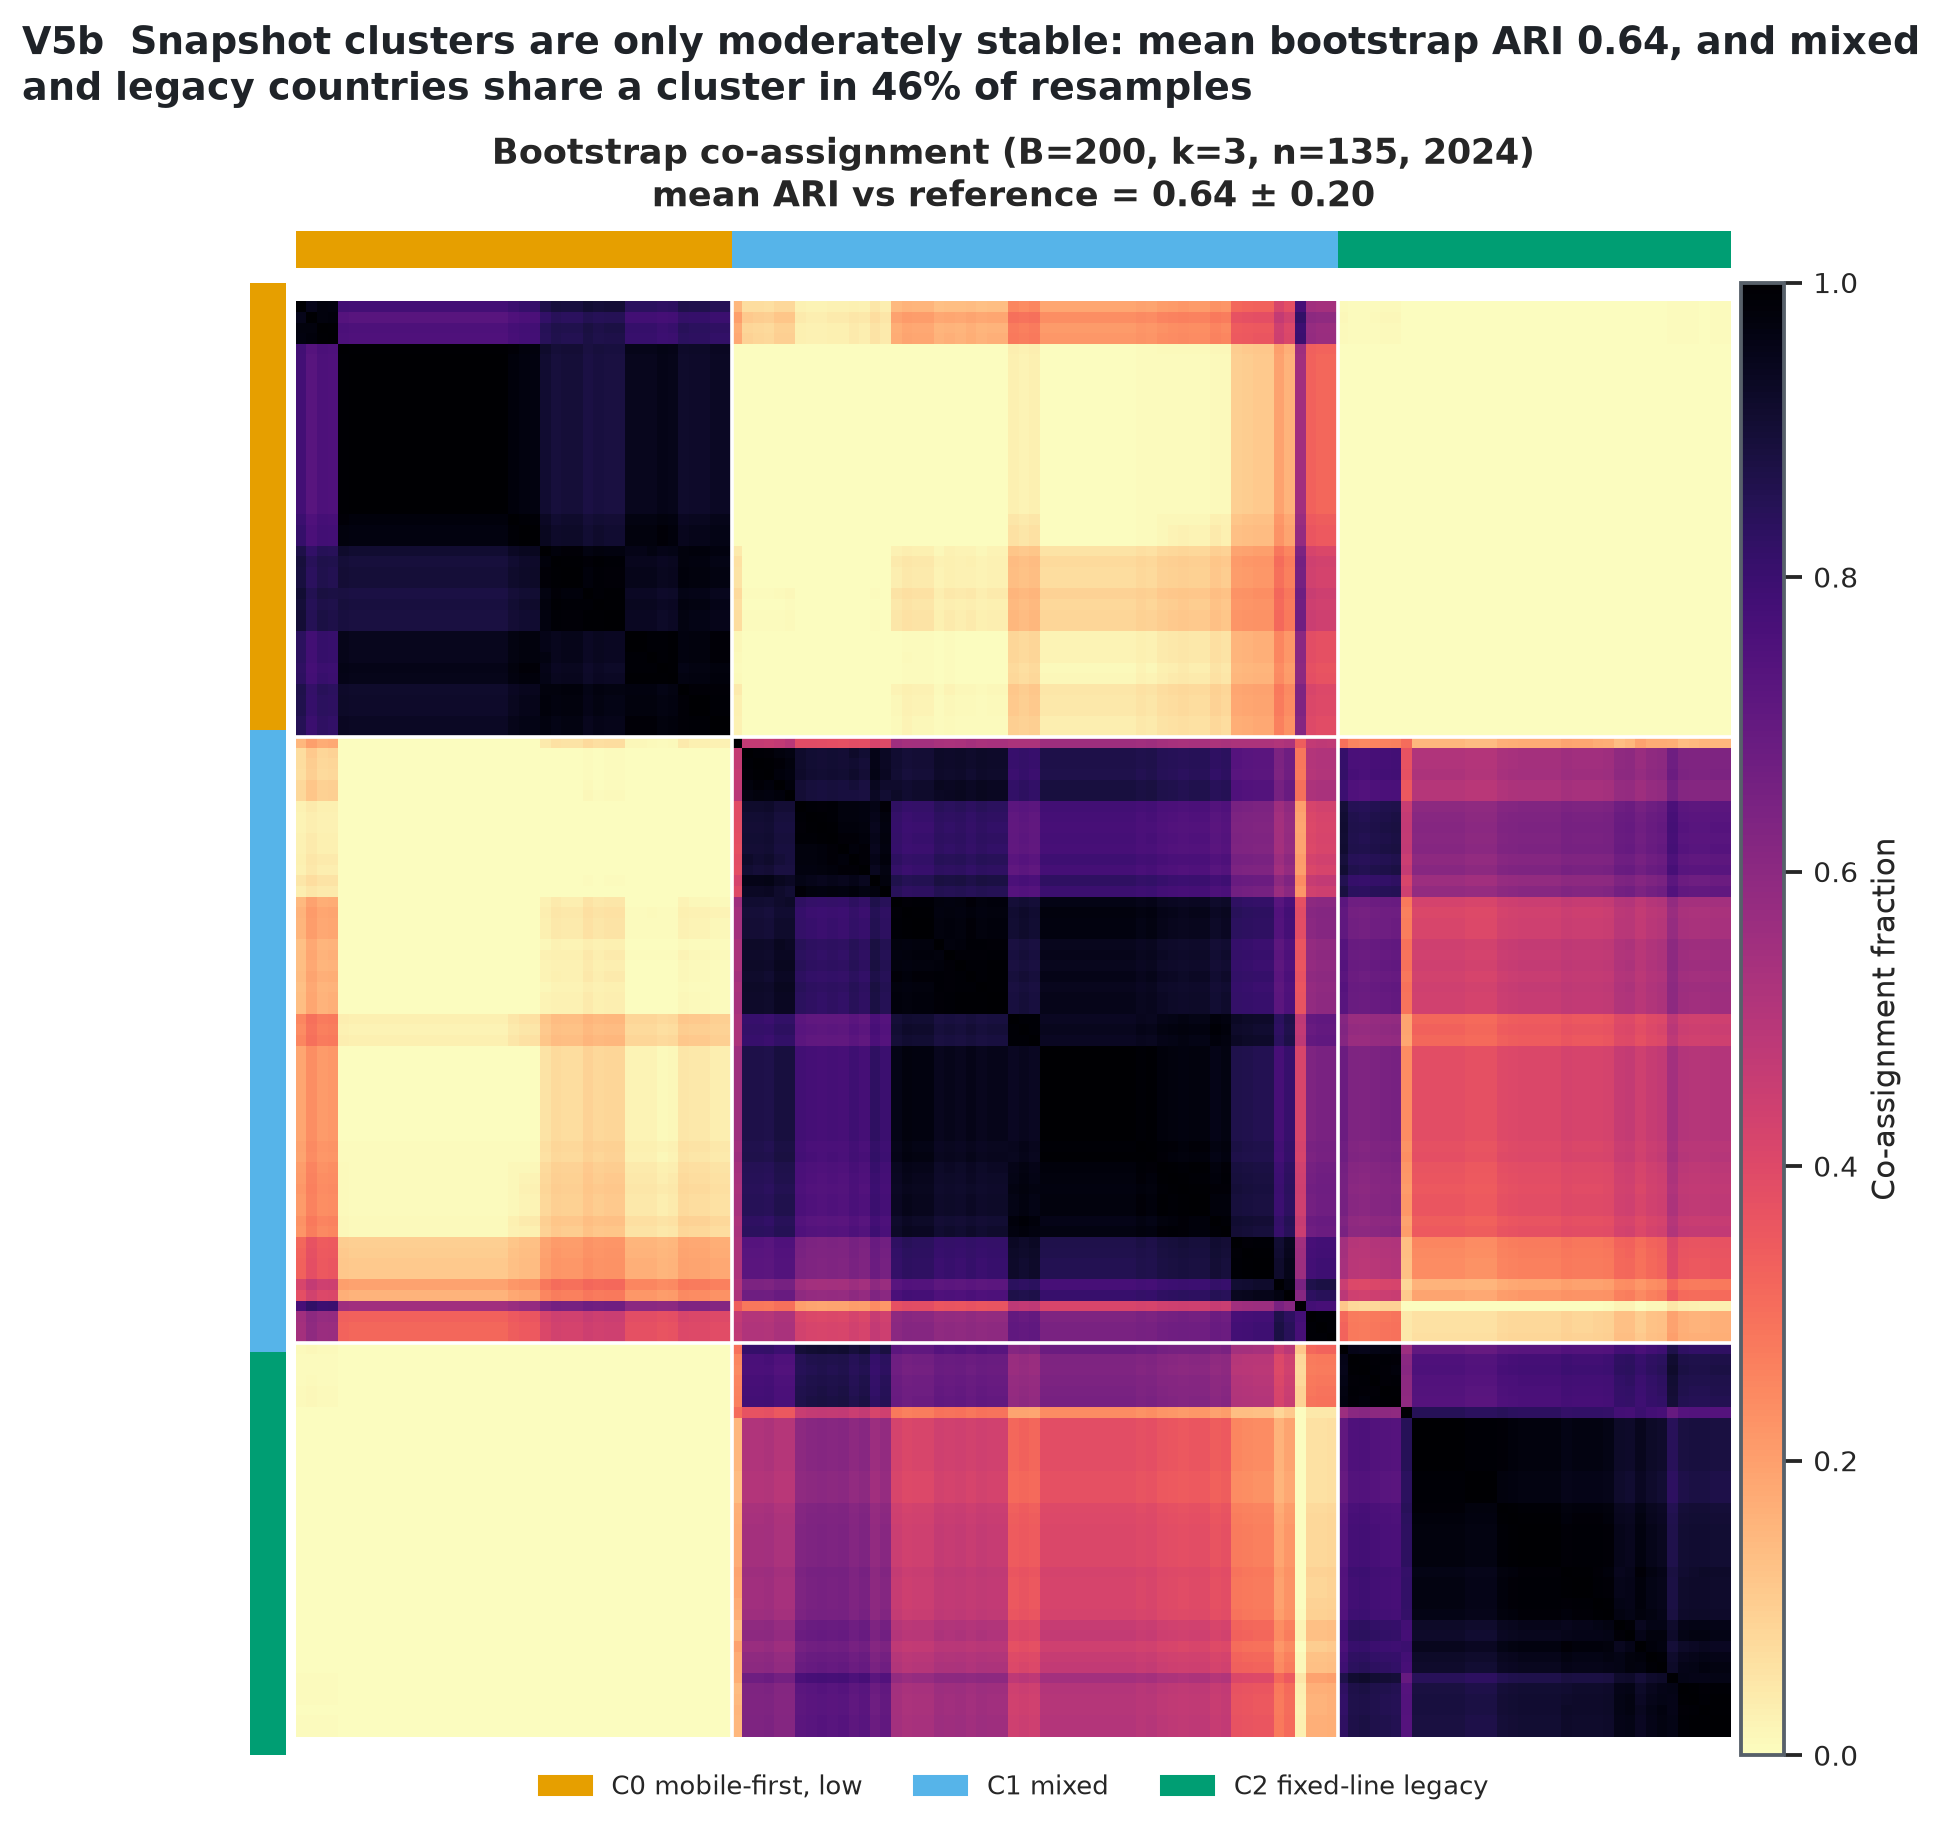 V5b  Snapshot clusters are only moderately stable: mean bootstrap ARI 0.64, and mixed
and legacy countries share a cluster in 46% of resamples
Bootstrap co-assignment (B=200, k=3, n=135, 2024)
mean ARI vs reference = 0.64 ± 0.20
1.0
0.8
0.6
0.4
0.2
0.0
Co-assignment fraction
C0 mobile-first, low
C1 mixed
C2 fixed-line legacy